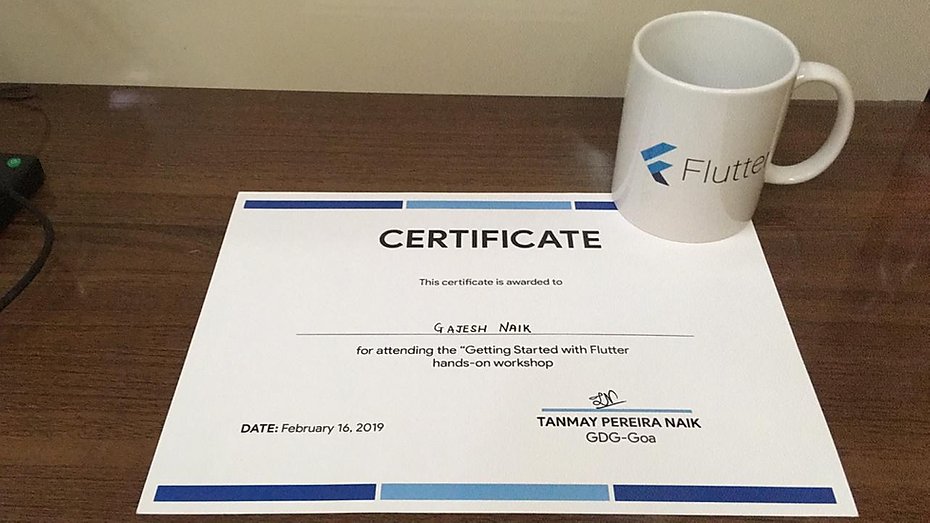 Flutter
CERTIFICATE
This certificate is awarded to
GAJESH NAIK
for attending the “Getting Started with Flutter
hands-on workshop
DATE: February 16, 2019
TANMAY PEREIRA NAIK
GDG-Goa